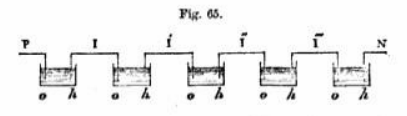 Fig. 65.
P I İ Ï I‴ N
o h o h o h o h o h